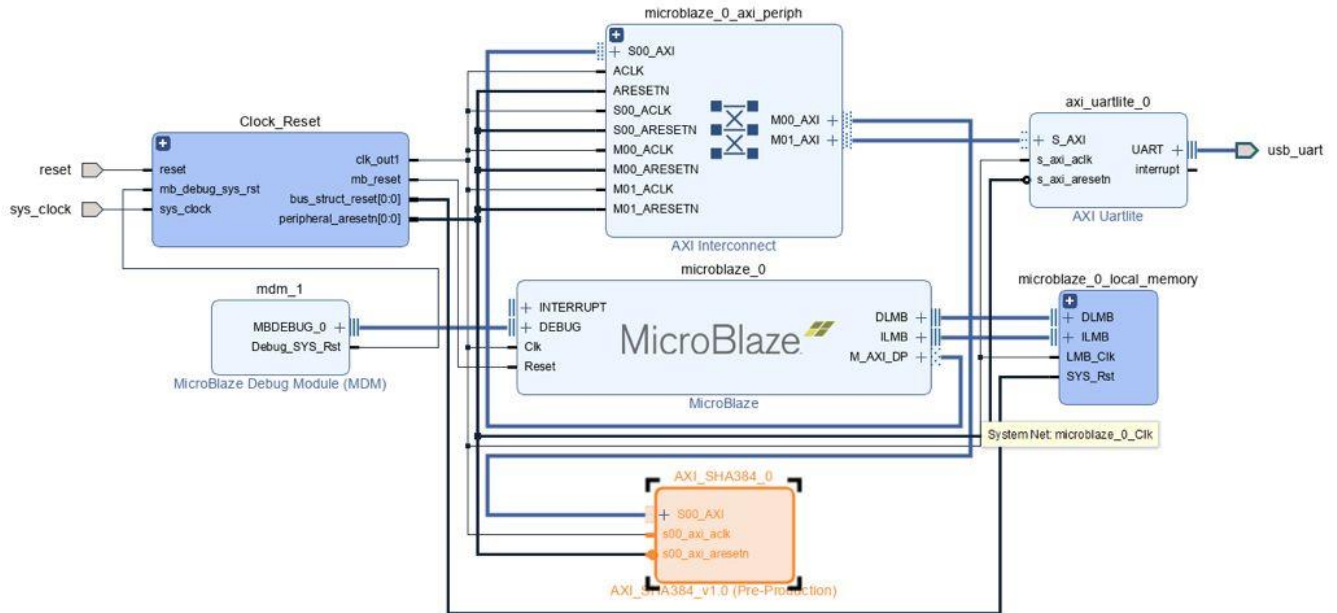 microblaze_0_axi_periph
S00_AXI
ACLK
ARESETN
S00_ACLK
S00_ARESETN
M00_ACLK
M00_ARESETN
M01_ACLK
M01_ARESETN
M00_AXI
M01_AXI
AXI Interconnect
axi_uartlite_0
S_AXI
s_axi_aclk
s_axi_aresetn
UART
interrupt
AXI Uartlite
usb_uart
Clock_Reset
reset
sys_clock
reset
mb_debug_sys_rst
sys_clock
clk_out1
mb_reset
bus_struct_reset[0:0]
peripheral_aresetn[0:0]
mdm_1
MBDEBUG_0
Debug_SYS_Rst
MicroBlaze Debug Module (MDM)
microblaze_0
INTERRUPT
DEBUG
Clk
Reset
MicroBlaze
DLMB
ILMB
M_AXI_DP
MicroBlaze
microblaze_0_local_memory
DLMB
ILMB
LMB_Clk
SYS_Rst
System Net: microblaze_0_Clk
AXI_SHA384_0
S00_AXI
s00_axi_aclk
s00_axi_aresetn
AXI_SHA384_v1.0 (Pre-Production)